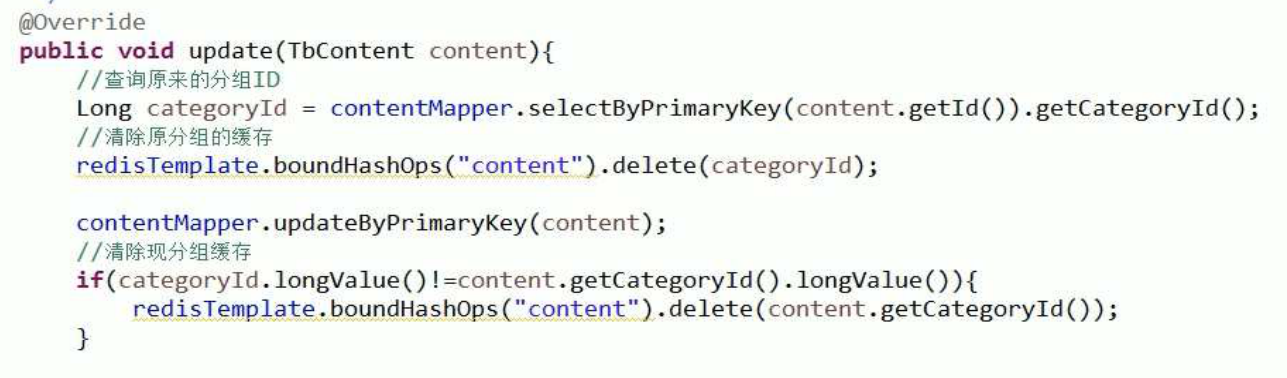 @Override
public void update(TbContent content){
//查询原来的分组ID
Long categoryId = contentMapper.selectByPrimaryKey(content.getId()).getCategoryId();
//清除原分组的缓存
redisTemplate.boundHashOps("content").delete(categoryId);
contentMapper.updateByPrimaryKey(content);
//清除现分组缓存
if(categoryId.longValue()!=content.getCategoryId().longValue()){
redisTemplate.boundHashOps("content").delete(content.getCategoryId());
}